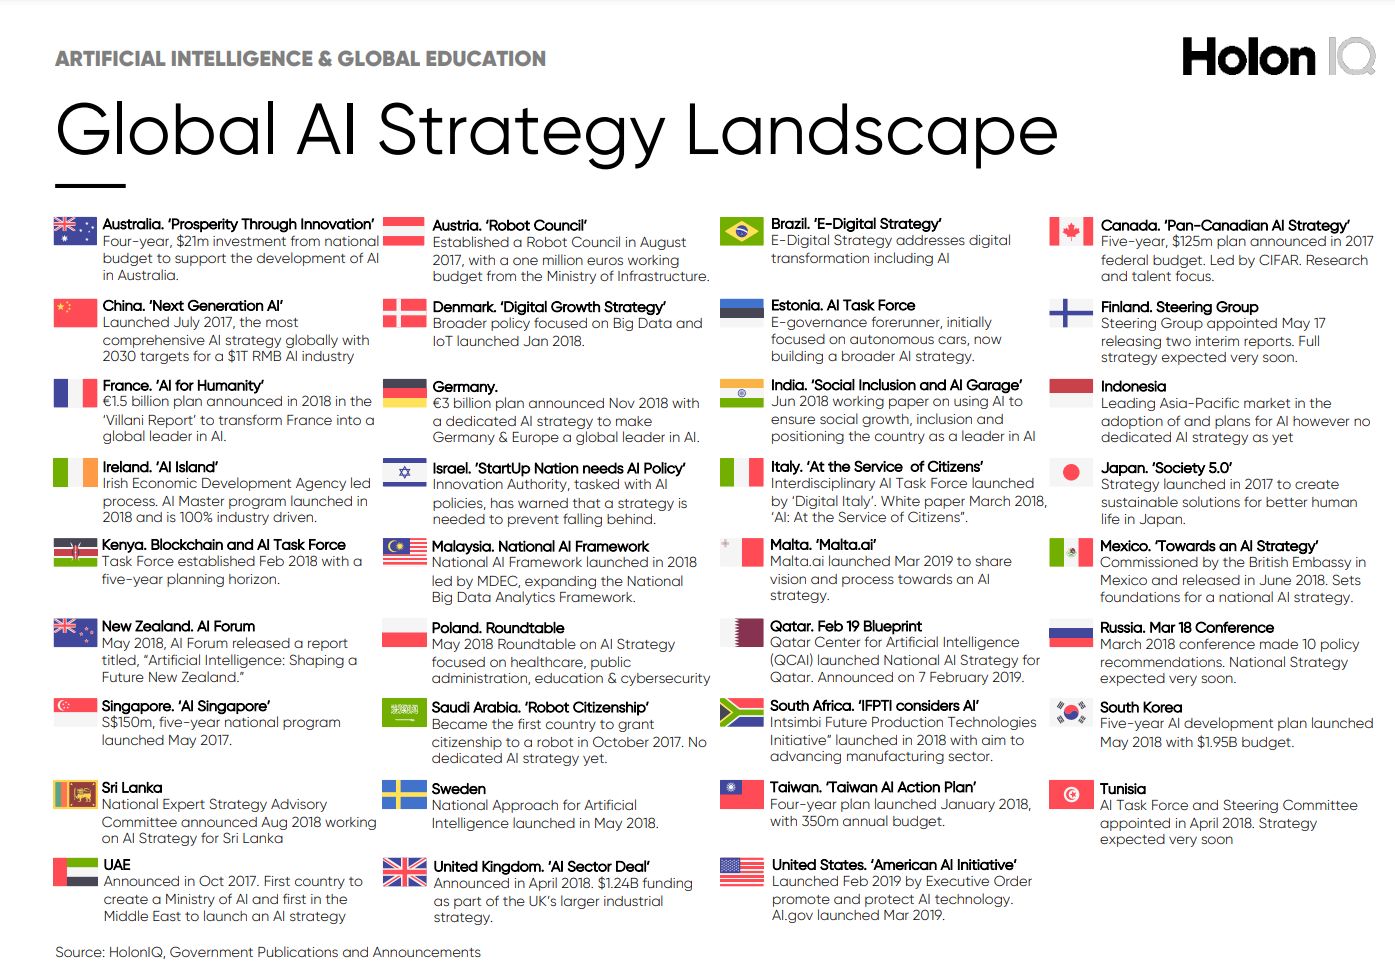 ARTIFICIAL INTELLIGENCE & GLOBAL EDUCATION
Holon IQ
Global AI Strategy Landscape
Australia. ‘Prosperity Through Innovation’
Four-year, $21m investment from national
budget to support the development of AI
in Australia.
Austria. ‘Robot Council’
Established a Robot Council in August
2017, with a one million euros working
budget from the Ministry of Infrastructure.
Brazil. ‘E-Digital Strategy’
E-Digital Strategy addresses digital
transformation including AI
Canada. ‘Pan-Canadian AI Strategy’
Five-year, $125m plan announced in 2017
federal budget. Led by CIFAR. Research
and talent focus.
China. ‘Next Generation AI’
Launched July 2017, the most
comprehensive AI strategy globally with
2030 targets for a $1T RMB AI industry
Denmark. ‘Digital Growth Strategy’
Broader policy focused on Big Data and
IoT launched Jan 2018.
Estonia. AI Task Force
E-governance forerunner, initially
focused on autonomous cars, now
building a broader AI strategy.
Finland. Steering Group
Steering Group appointed May 17
releasing two interim reports. Full
strategy expected very soon.
France. ‘AI for Humanity’
€1.5 billion plan announced in 2018 in the
‘Villani Report’ to transform France into a
global leader in AI.
Germany.
€3 billion plan announced Nov 2018 with
a dedicated AI strategy to make
Germany & Europe a global leader in AI.
India. ‘Social Inclusion and AI Garage’
Jun 2018 working paper on using AI to
ensure social growth, inclusion and
positioning the country as a leader in AI
Indonesia
Leading Asia-Pacific market in the
adoption of and plans for AI however no
dedicated AI strategy as yet
Ireland. ‘AI Island’
Irish Economic Development Agency led
process. AI Master program launched in
2018 and is 100% industry driven.
Israel. ‘StartUp Nation needs AI Policy’
Innovation Authority, tasked with AI
policies, has warned that a strategy is
needed to prevent falling behind.
Italy. ‘At the Service of Citizens’
Interdisciplinary AI Task Force launched
by ‘Digital Italy’. White paper March 2018,
‘AI: At the Service of Citizens”.
Japan. ‘Society 5.0’
Strategy launched in 2017 to create
sustainable solutions for better human
life in Japan.
Kenya. Blockchain and AI Task Force
Task Force established Feb 2018 with a
five-year planning horizon.
Malaysia. National AI Framework
National AI Framework launched in 2018
led by MDEC, expanding the National
Big Data Analytics Framework.
Malta. ‘Malta.ai’
Malta.ai launched Mar 2019 to share
vision and process towards an AI
strategy.
Mexico. ‘Towards an AI Strategy’
Commissioned by the British Embassy in
Mexico and released in June 2018. Sets
foundations for a national AI strategy.
New Zealand. AI Forum
May 2018, AI Forum released a report
titled, “Artificial Intelligence: Shaping a
Future New Zealand.”
Poland. Roundtable
May 2018 Roundtable on AI Strategy
focused on healthcare, public
administration, education & cybersecurity
Qatar. Feb 19 Blueprint
Qatar Center for Artificial Intelligence
(QCAI) launched National AI Strategy for
Qatar. Announced on 7 February 2019.
Russia. Mar 18 Conference
March 2018 conference made 10 policy
recommendations. National Strategy
expected very soon.
Singapore. ‘AI Singapore’
S$150m, five-year national program
launched May 2017.
Saudi Arabia. ‘Robot Citizenship’
Became the first country to grant
citizenship to a robot in October 2017. No
dedicated AI strategy yet.
South Africa. ‘IFPTI considers AI’
Intsimbi Future Production Technologies
Initiative” launched in 2018 with aim to
advancing manufacturing sector.
South Korea
Five-year AI development plan launched
May 2018 with $1.95B budget.
Sri Lanka
National Expert Strategy Advisory
Committee announced Aug 2018 working
on AI Strategy for Sri Lanka
Sweden
National Approach for Artificial
Intelligence launched in May 2018.
Taiwan. ‘Taiwan AI Action Plan’
Four-year plan launched January 2018,
with 350m annual budget.
Tunisia
AI Task Force and Steering Committee
appointed in April 2018. Strategy
expected very soon
UAE
Announced in Oct 2017. First country to
create a Ministry of AI and first in the
Middle East to launch an AI strategy
United Kingdom. ‘AI Sector Deal’
Announced in April 2018. $1.24B funding
as part of the UK’s larger industrial
strategy.
United States. ‘American AI Initiative’
Launched Feb 2019 by Executive Order
promote and protect AI technology.
AI.gov launched Mar 2019.
Source: HolonIQ, Government Publications and Announcements